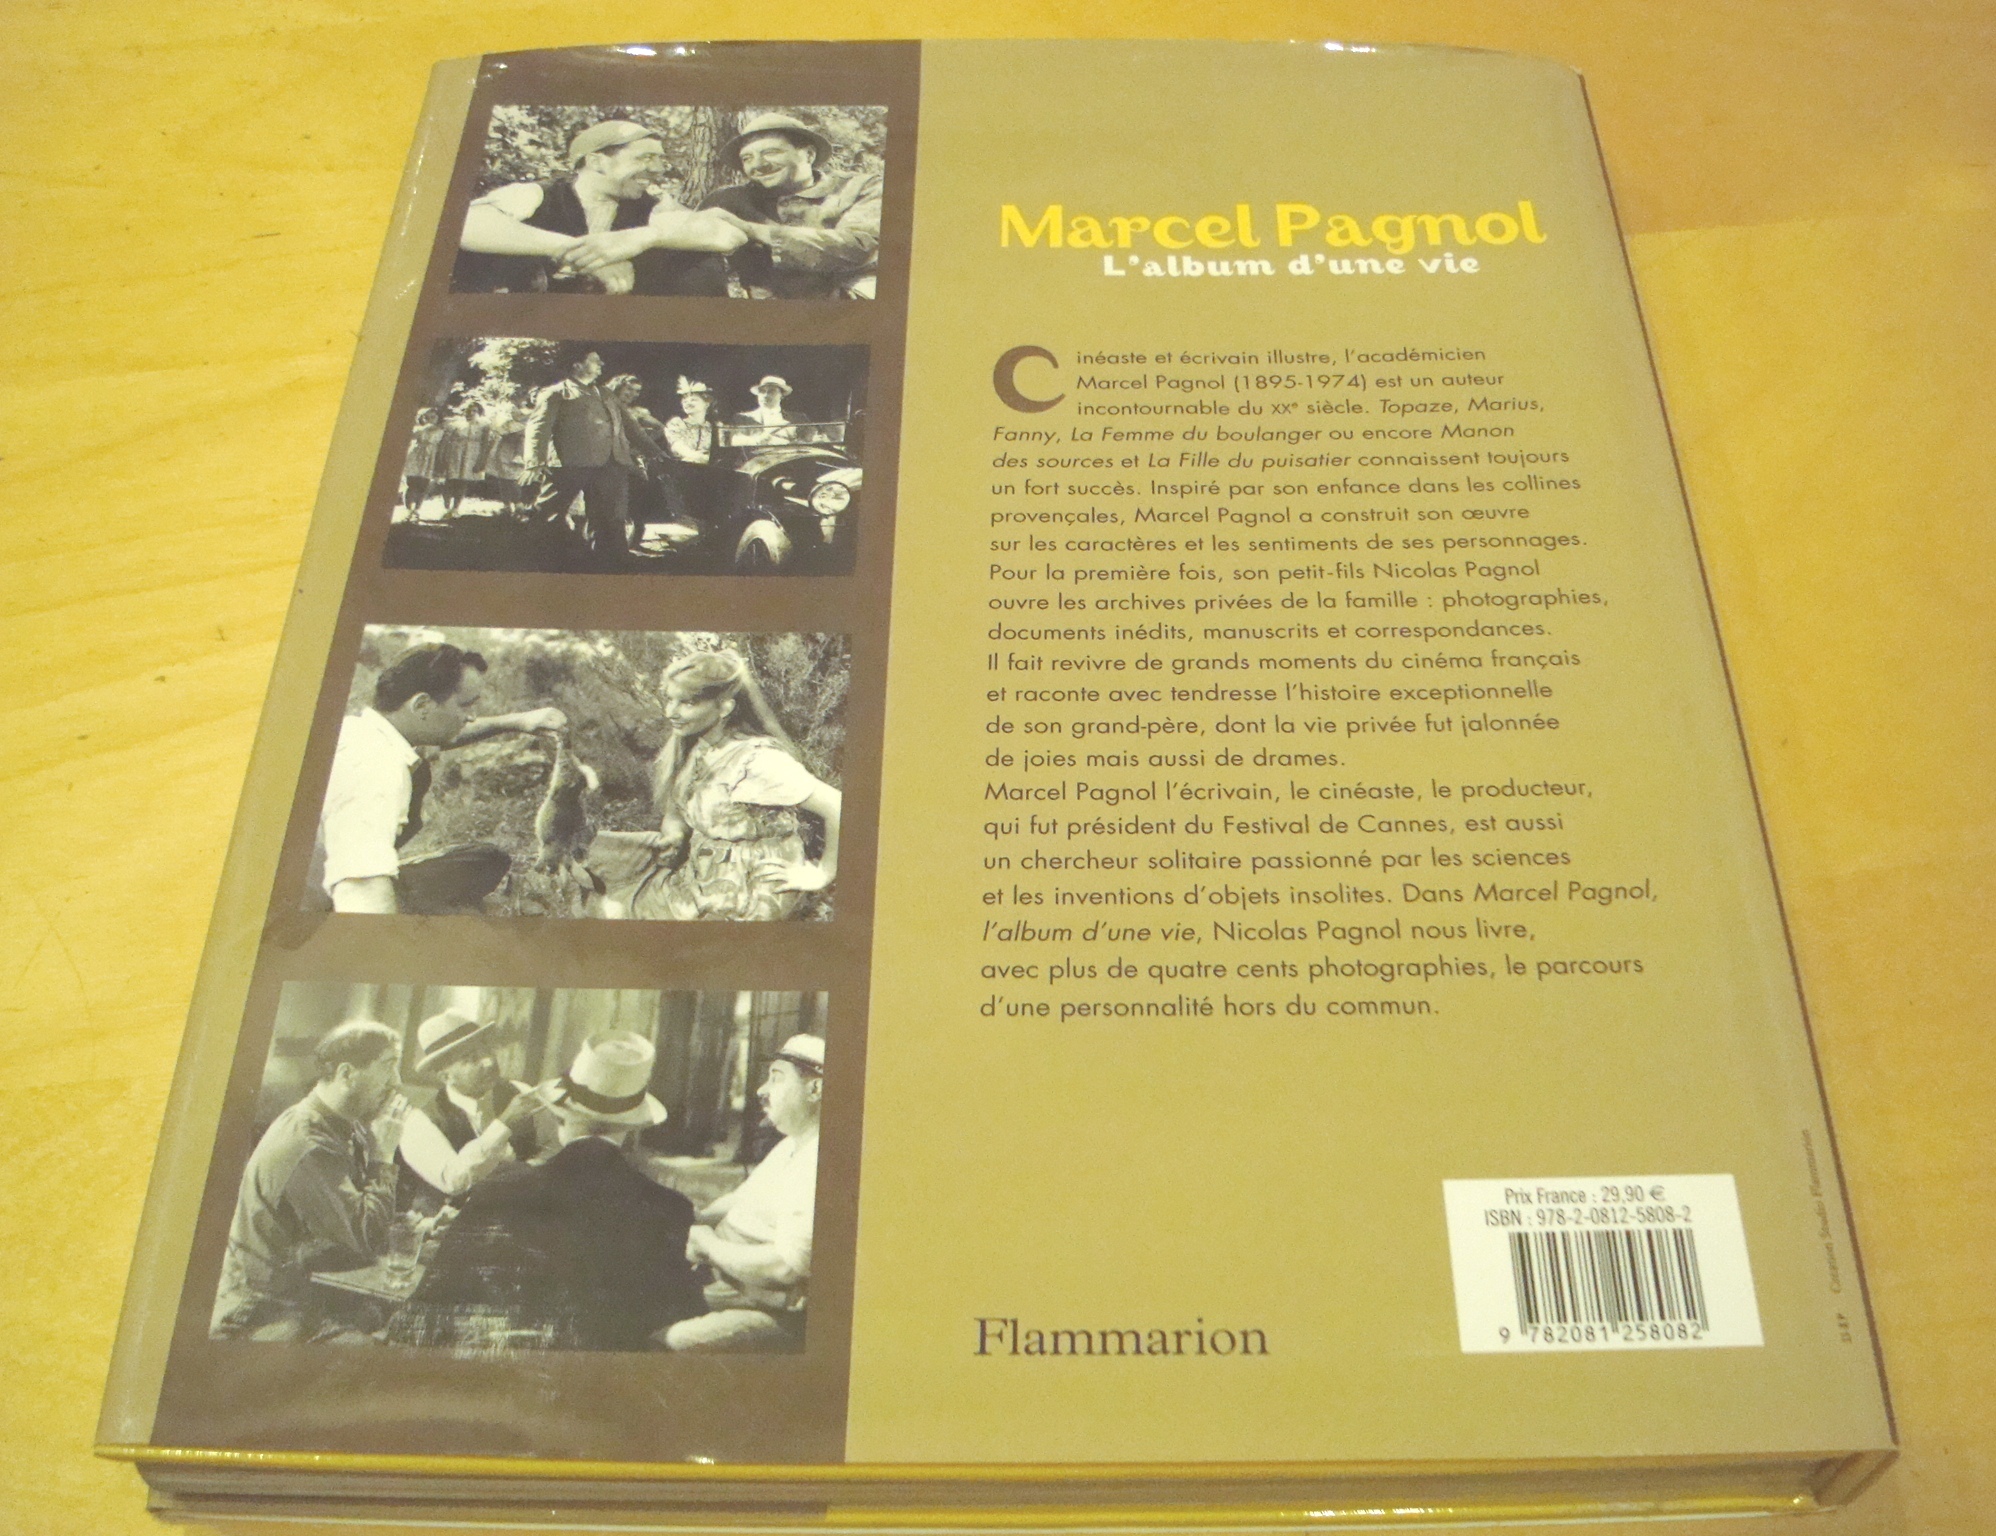 Marcel Pagnol
L'album d'une vie
Cinéaste et écrivain illustre, l'académicien
Marcel Pagnol (1895-1974) est un auteur
incontournable du XXe siècle. Topaze, Marius,
Fanny, La Femme du boulanger ou encore Manon
des sources et La Fille du puisatier connaissent toujours
un fort succès. Inspiré par son enfance dans les collines
provençales, Marcel Pagnol a construit son œuvre
sur les caractères et les sentiments de ses personnages.
Pour la première fois, son petit-fils Nicolas Pagnol
ouvre les archives privées de la famille : photographies,
documents inédits, manuscrits et correspondances.
Il fait revivre de grands moments du cinéma français
et raconte avec tendresse l'histoire exceptionnelle
de son grand-père, dont la vie privée fut jalonnée
de joies mais aussi de drames.
Marcel Pagnol l'écrivain, le cinéaste, le producteur,
qui fut président du Festival de Cannes, est aussi
un chercheur solitaire passionné par les sciences
et les inventions d'objets insolites. Dans Marcel Pagnol,
l'album d'une vie, Nicolas Pagnol nous livre,
avec plus de quatre cents photographies, le parcours
d'une personnalité hors du commun.
Flammarion
Prix France : 29,90 €
ISBN : 978-2-0812-5808-2
9 782081 258082
Création Studio Flammarion